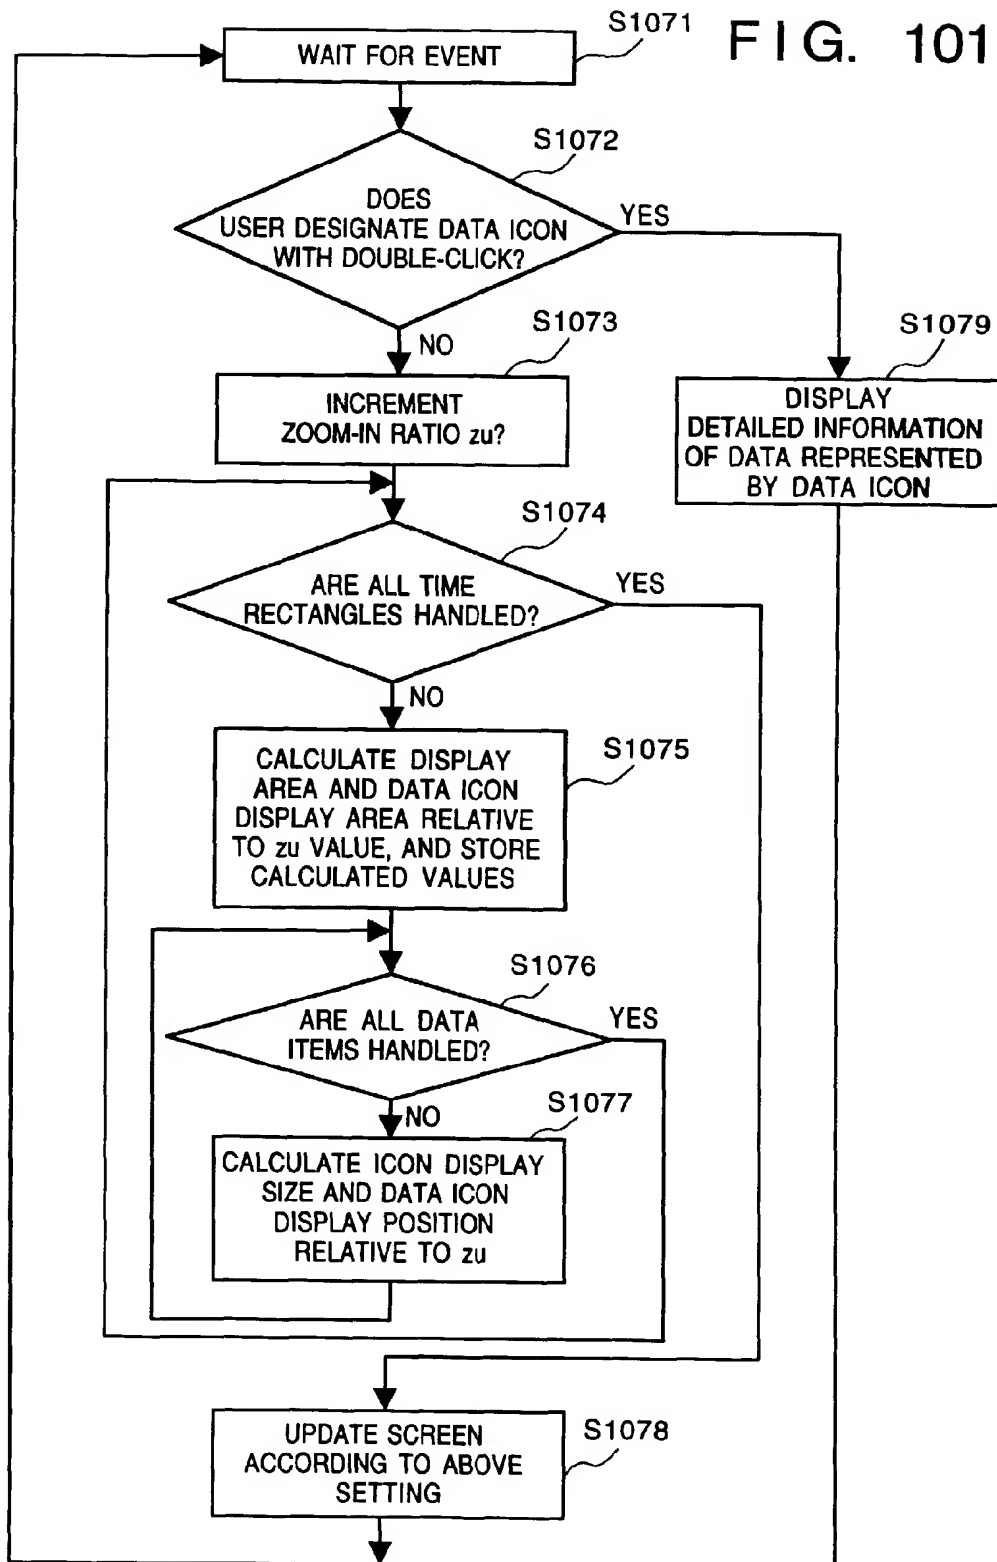 FIG. 101
S1071
WAIT FOR EVENT
S1072
DOES
USER DESIGNATE DATA ICON
WITH DOUBLE-CLICK?
YES
NO
S1073
INCREMENT
ZOOM-IN RATIO zu?
S1079
DISPLAY
DETAILED INFORMATION
OF DATA REPRESENTED
BY DATA ICON
S1074
ARE ALL TIME
RECTANGLES HANDLED?
YES
NO
S1075
CALCULATE DISPLAY
AREA AND DATA ICON
DISPLAY AREA RELATIVE
TO zu VALUE, AND STORE
CALCULATED VALUES
S1076
ARE ALL DATA
ITEMS HANDLED?
YES
NO
S1077
CALCULATE ICON DISPLAY
SIZE AND DATA ICON
DISPLAY POSITION
RELATIVE TO zu
S1078
UPDATE SCREEN
ACCORDING TO ABOVE
SETTING